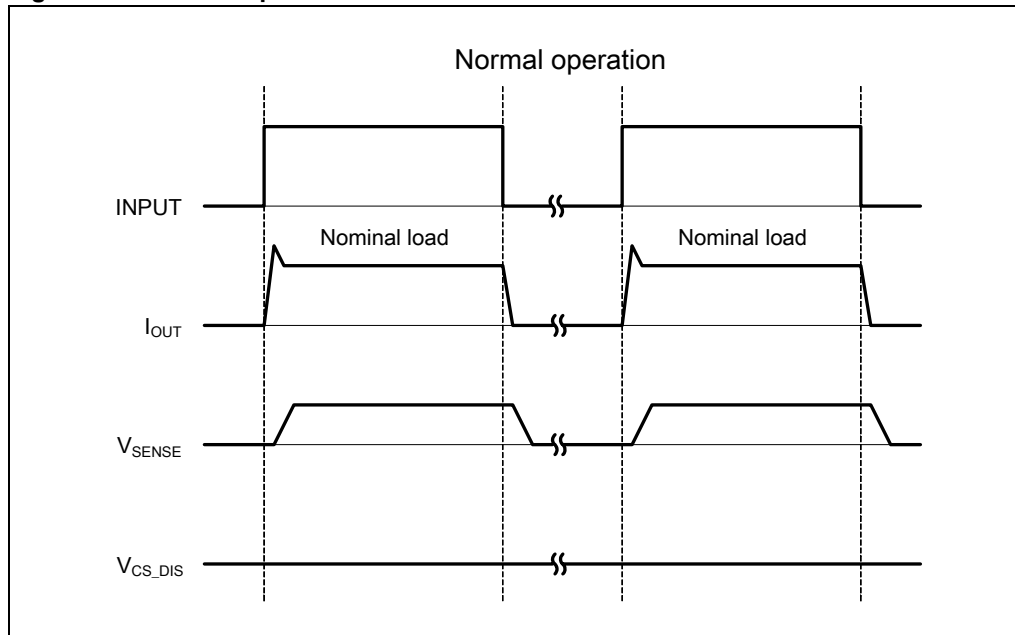 Normal operation
INPUT
Nominal load Nominal load
IOUT
VSENSE
VCS_DIS